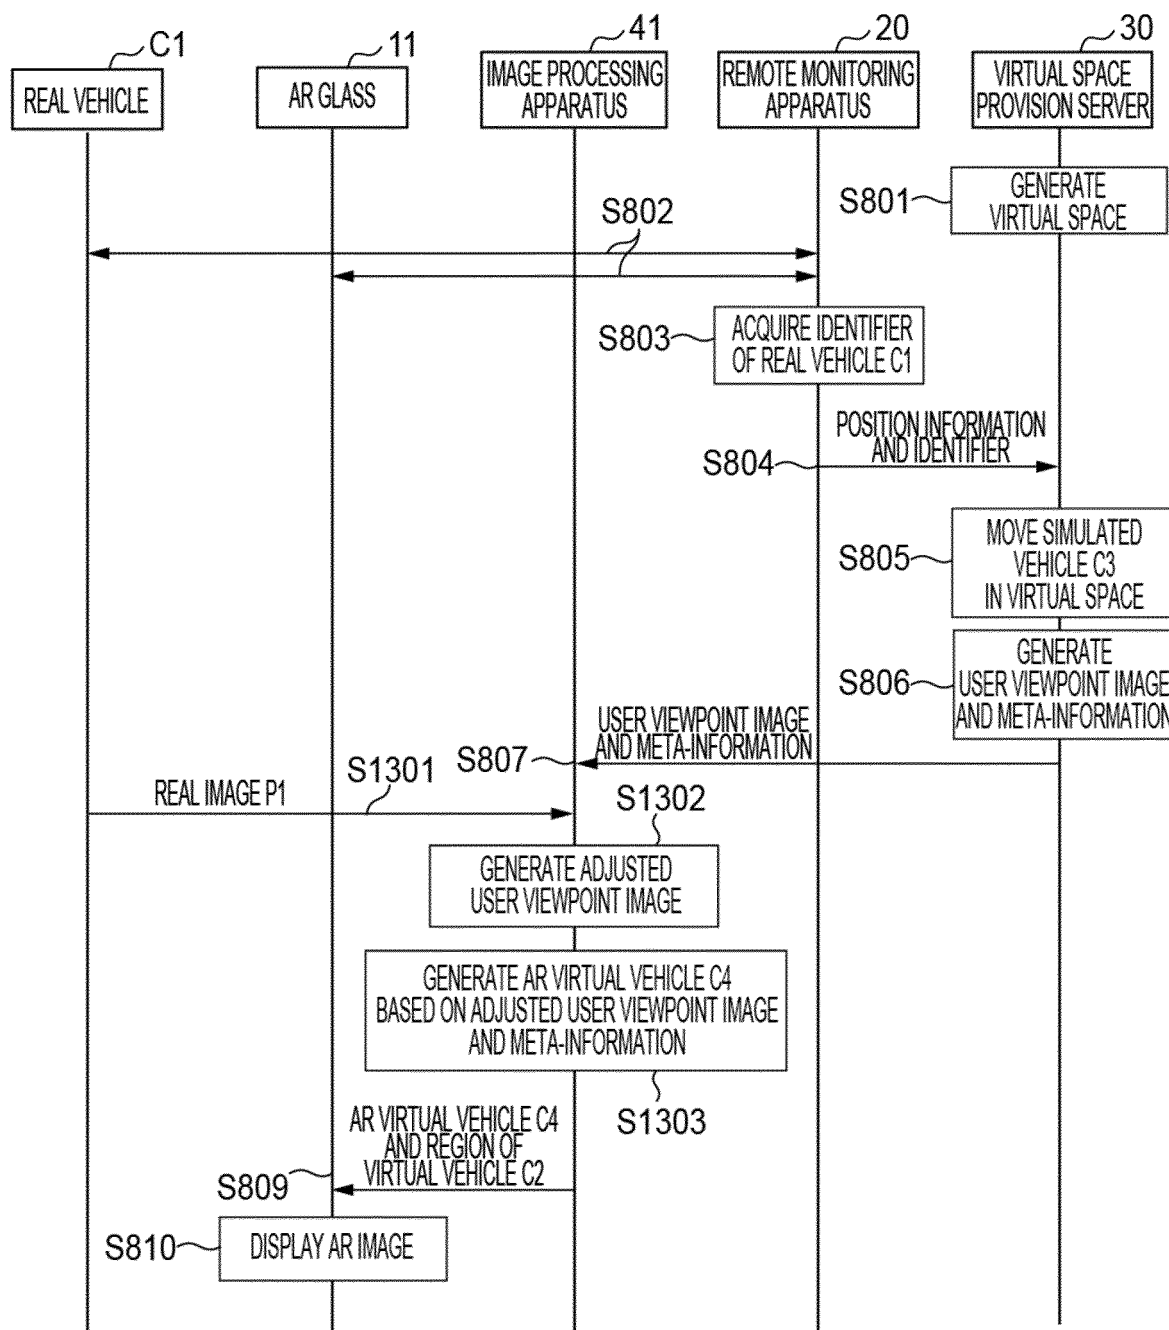 C1
11
41
20
30
REAL VEHICLE
AR GLASS
IMAGE PROCESSING
APPARATUS
REMOTE MONITORING
APPARATUS
VIRTUAL SPACE
PROVISION SERVER
S801
GENERATE
VIRTUAL SPACE
S802
S803
ACQUIRE IDENTIFIER
OF REAL VEHICLE C1
POSITION INFORMATION
AND IDENTIFIER
S804
S805
MOVE SIMULATED
VEHICLE C3
IN VIRTUAL SPACE
S806
GENERATE
USER VIEWPOINT IMAGE
AND META-INFORMATION
USER VIEWPOINT IMAGE
AND META-INFORMATION
S807
S1301
REAL IMAGE P1
S1302
GENERATE ADJUSTED
USER VIEWPOINT IMAGE
GENERATE AR VIRTUAL VEHICLE C4
BASED ON ADJUSTED USER VIEWPOINT IMAGE
AND META-INFORMATION
S1303
AR VIRTUAL VEHICLE C4
AND REGION OF
VIRTUAL VEHICLE C2
S809
S810
DISPLAY AR IMAGE